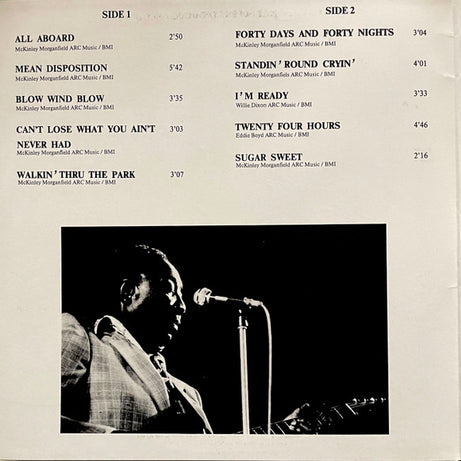 SIDE 1
ALL ABOARD 2'50
McKinley Morganfield ARC Music / BMI
MEAN DISPOSITION 5'42
McKinley Morganfield ARC Music / BMI
BLOW WIND BLOW 3'35
McKinley Morganfield ARC Music / BMI
CAN'T LOSE WHAT YOU AIN'T 3'03
NEVER HAD
McKinley Morganfield ARC Music / BMI
WALKIN' THRU THE PARK 3'07
McKinley Morganfield ARC Music / BMI
SIDE 2
FORTY DAYS AND FORTY NIGHTS 3'04
McKinley Morganfield ARC Music / BMI
STANDIN' ROUND CRYIN' 4'01
McKinley Morganfiels ARC Music / BMI
I'M READY 3'33
Willie Dixon ARC Music / BMI
TWENTY FOUR HOURS 4'46
Eddie Boyd ARC Music / BMI
SUGAR SWEET 2'16
McKinley Morganfield ARC Music / BMI